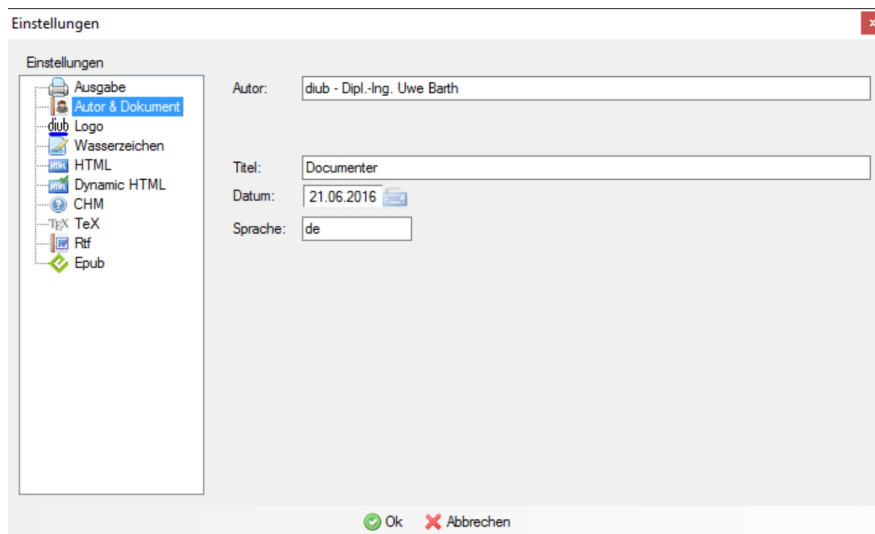 Einstellungen
Einstellungen
Ausgabe
Autor & Dokument
diub Logo
Wasserzeichen
HTML HTML
HTML Dynamic HTML
CHM
TEX TeX
Rtf
Epub
Autor: diub - Dipl.-Ing. Uwe Barth
Titel: Documenter
Datum: 21.06.2016
Sprache: de
Ok Abbrechen